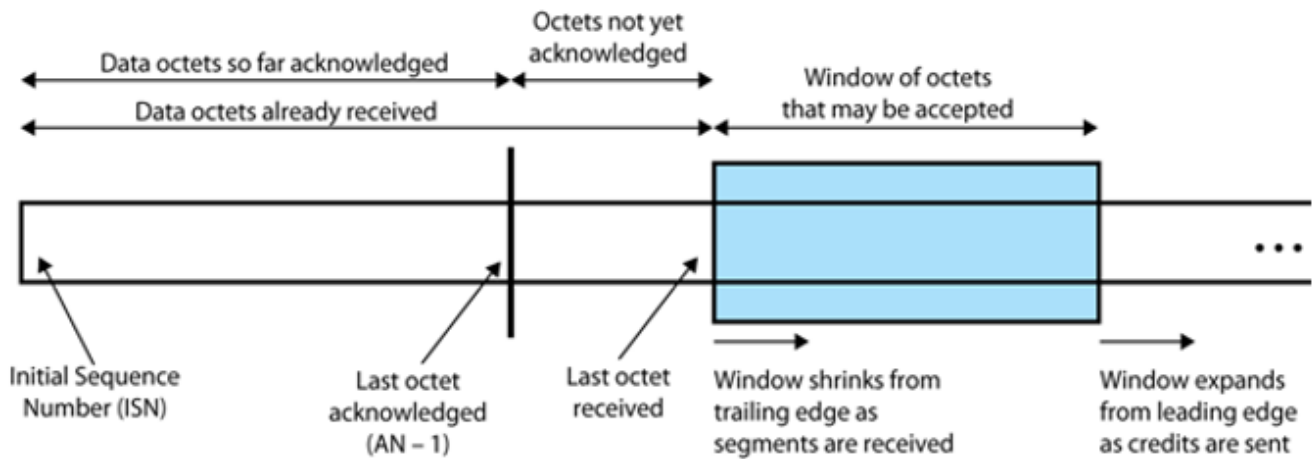 Octets not yet
acknowledged
Data octets so far acknowledged
Window of octets
that may be accepted
Data octets already received
• • •
Initial Sequence
Number (ISN)
Last octet
acknowledged
(AN – 1)
Last octet
received
Window shrinks from
trailing edge as
segments are received
Window expands
from leading edge
as credits are sent